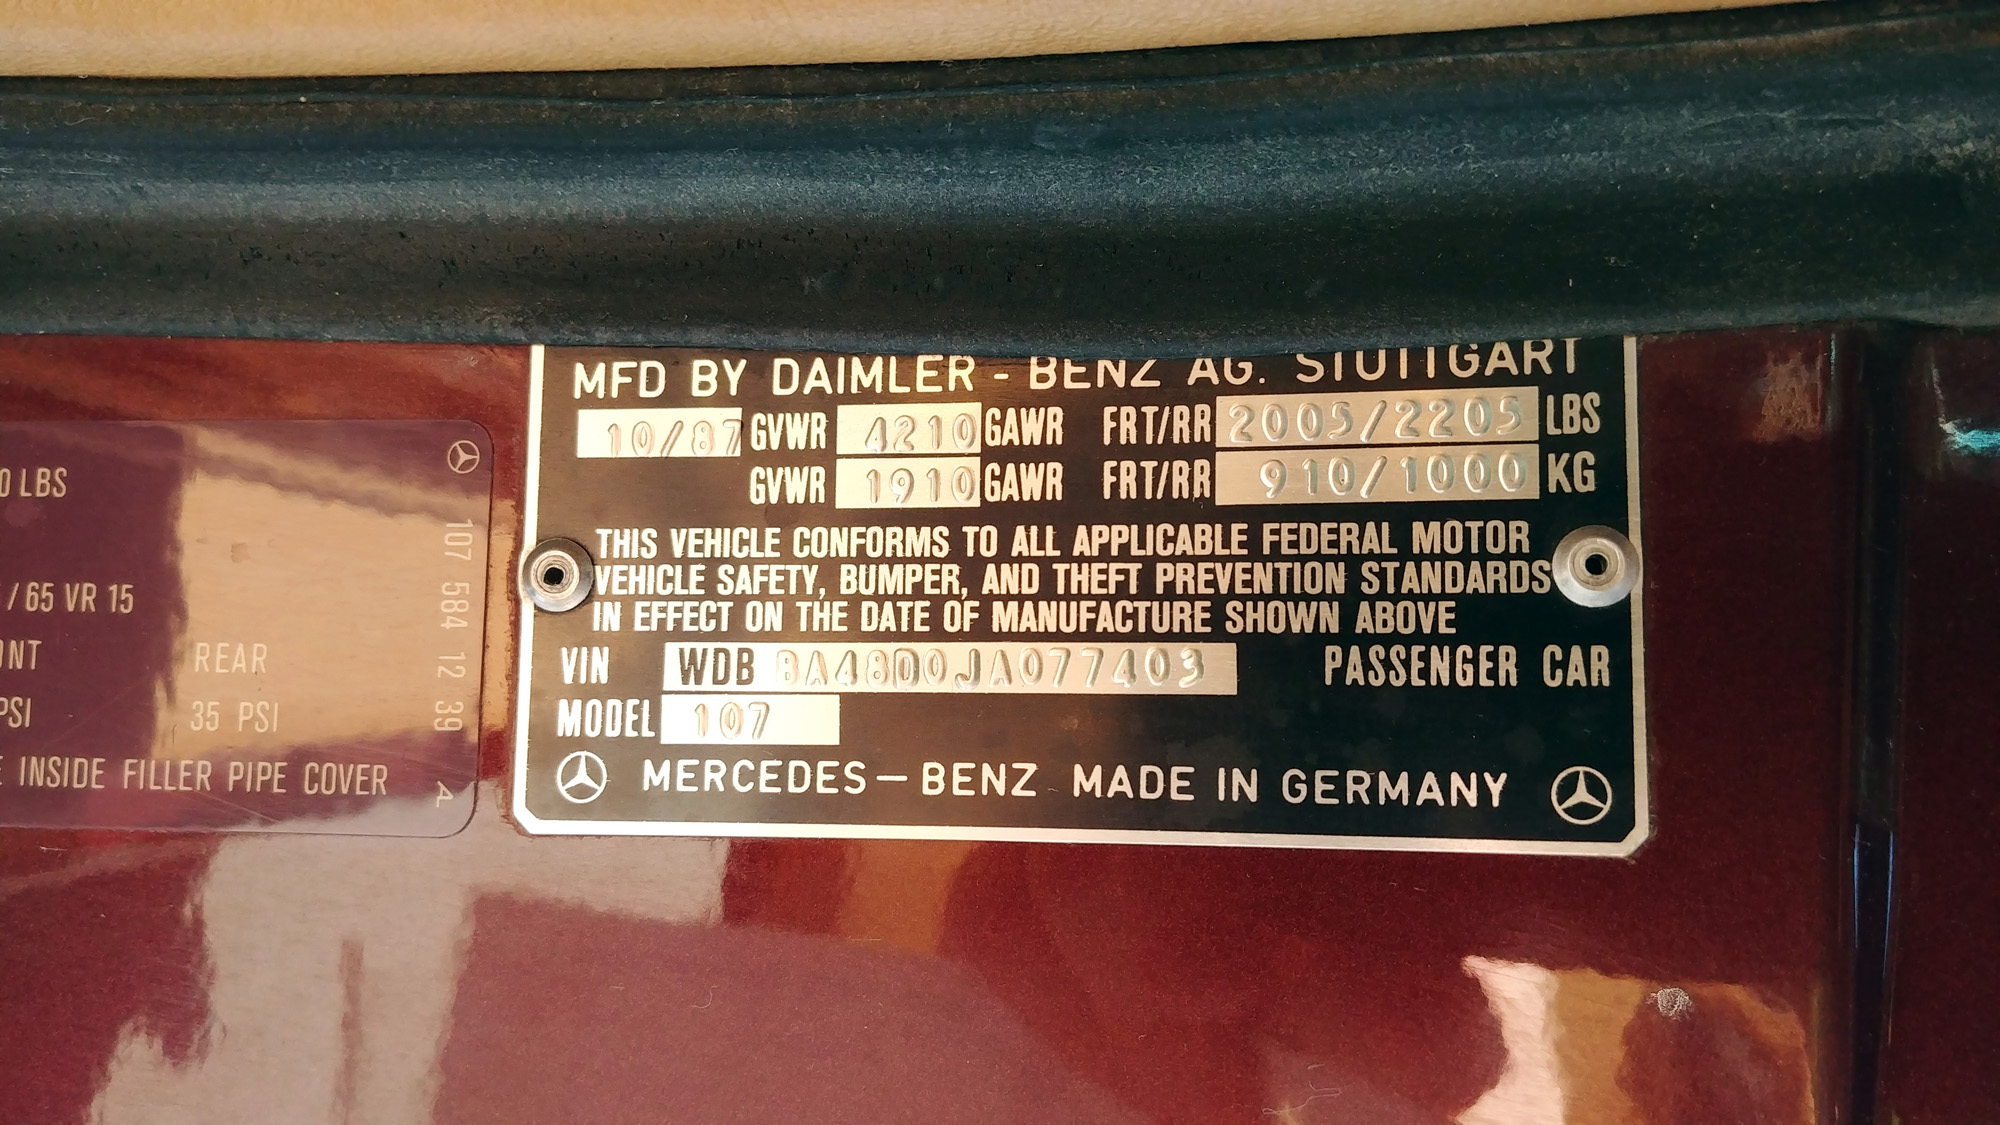 MFD BY DAIMLER - BENZ AG. STUTTGART
10/87 GVWR 4210 GAWR FRT/RR 2005/2205 LBS
GVWR 1910 GAWR FRT/RR 910/1000 KG
THIS VEHICLE CONFORMS TO ALL APPLICABLE FEDERAL MOTOR
VEHICLE SAFETY, BUMPER, AND THEFT PREVENTION STANDARDS
IN EFFECT ON THE DATE OF MANUFACTURE SHOWN ABOVE
VIN WDB BA48D0JA077403 PASSENGER CAR
MODEL 107
MERCEDES-BENZ MADE IN GERMANY
0 LBS
/ 65 VR 15
REAR
PSI
35 PSI
INSIDE FILLER PIPE COVER
107 584 12 39 A